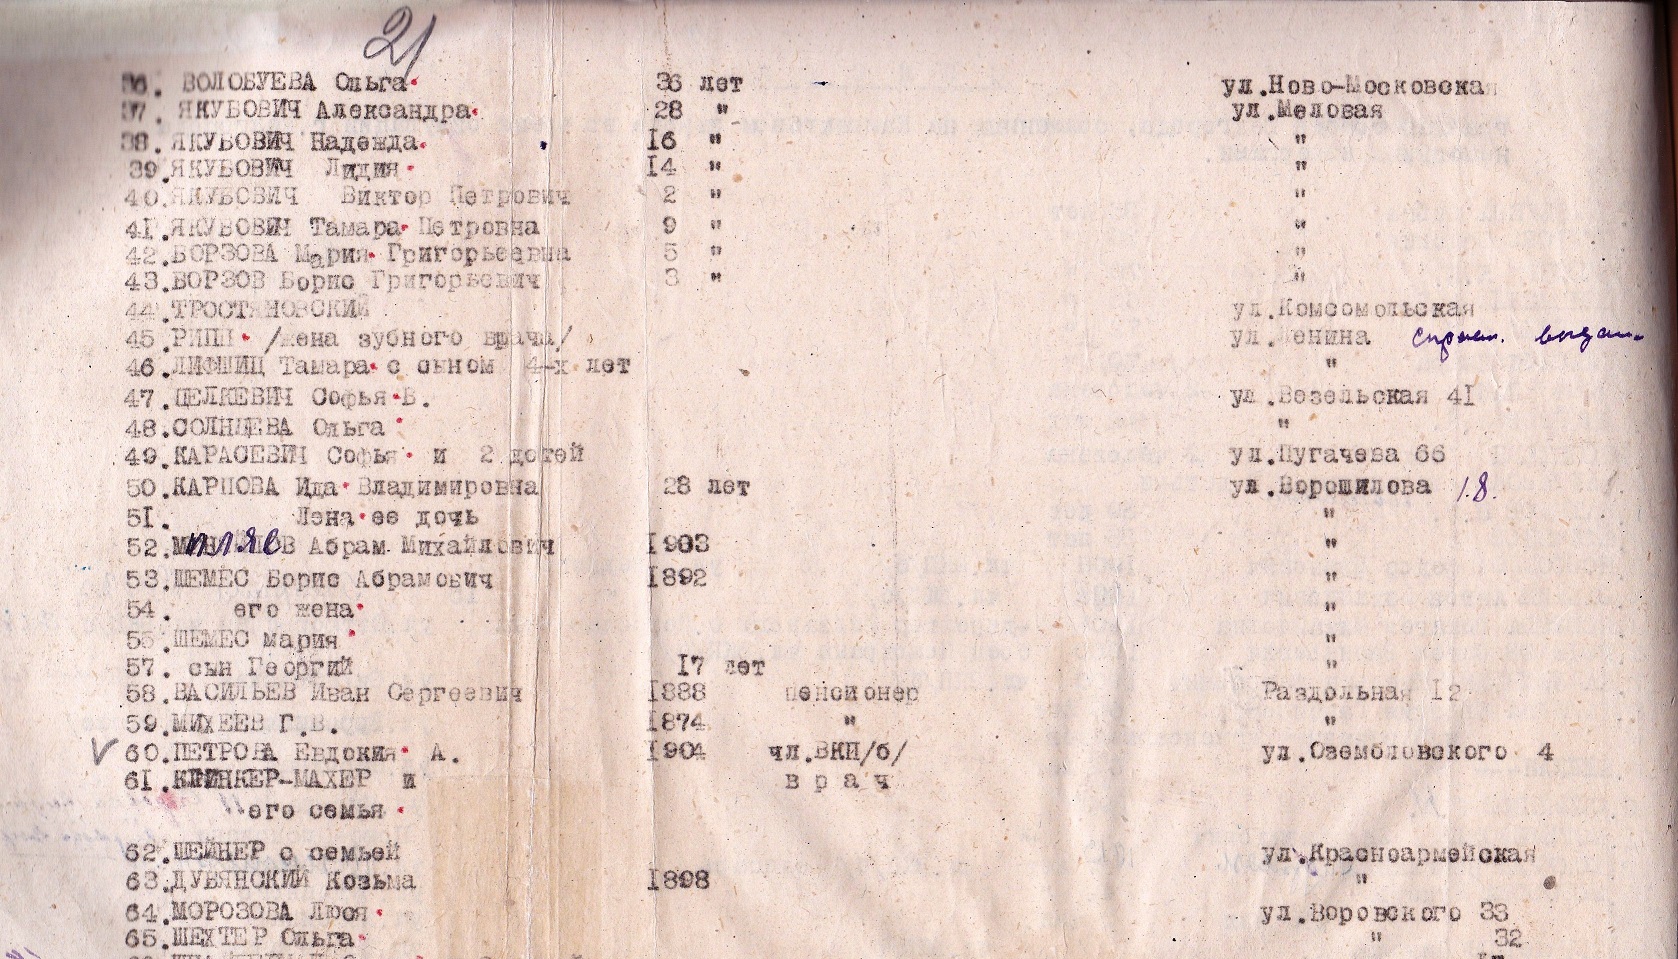 21
36. ВОЛОБУЕВА Ольга 36 лет ул.Ново-Московская
37. ЯКУБОВИЧ Александра 28 " ул.Меловая
38. ЯКУБОВИЧ Надежда 16 " "
39. ЯКУБОВИЧ Лидия 14 " "
40. ЯКУБОВИЧ Виктор Петрович 2 " "
41. ЯКУБОВИЧ Тамара Петровна 9 " "
42. БОРЗОВА Мария Григорьевна 5 " "
43. БОРЗОВ Борис Григорьевич 3 " "
44. ТРОСТЯНОВСКИЙ ул.Комсомольская
45. РИПП /жена зубного врача/ ул.Ленина
46. ЛИФШИЦ Тамара с сыном 4-х лет "
47. ЦЕЛКЕВИЧ Софья В. ул.Везельская 41
48. СОЛНЦЕВА Ольга "
49. КАРАСЕВИЧ Софья и 2 детей ул.Пугачева 66
50. КАРПОВА Ида Владимировна 28 лет ул.Ворошилова 18.
51. Лена ее дочь "
52. Абрам Михайлович 1903 "
53. ШЕМЕС Борис Абрамович 1892 "
54. его жена "
55. ШЕМЕС Мария "
57. сын Георгий 17 лет "
58. ВАСИЛЬЕВ Иван Сергеевич 1888 пенсионер Раздольная 12
59. МИХЕЕВ Г.В. 1874 " "
60. ПЕТРОВА Евдокия А. 1904 чл.ВКП/б/ ул.Озембловского 4
61. КЛИНКЕР-МАХЕР и врач
его семья
62. ШЕЙНЕР с семьей ул.Красноармейская
63. ДУБЯНСКИЙ Козьма 1898 "
64. МОРОЗОВА Люся ул.Воровского 33
65. ШЕХТЕР Ольга " 32